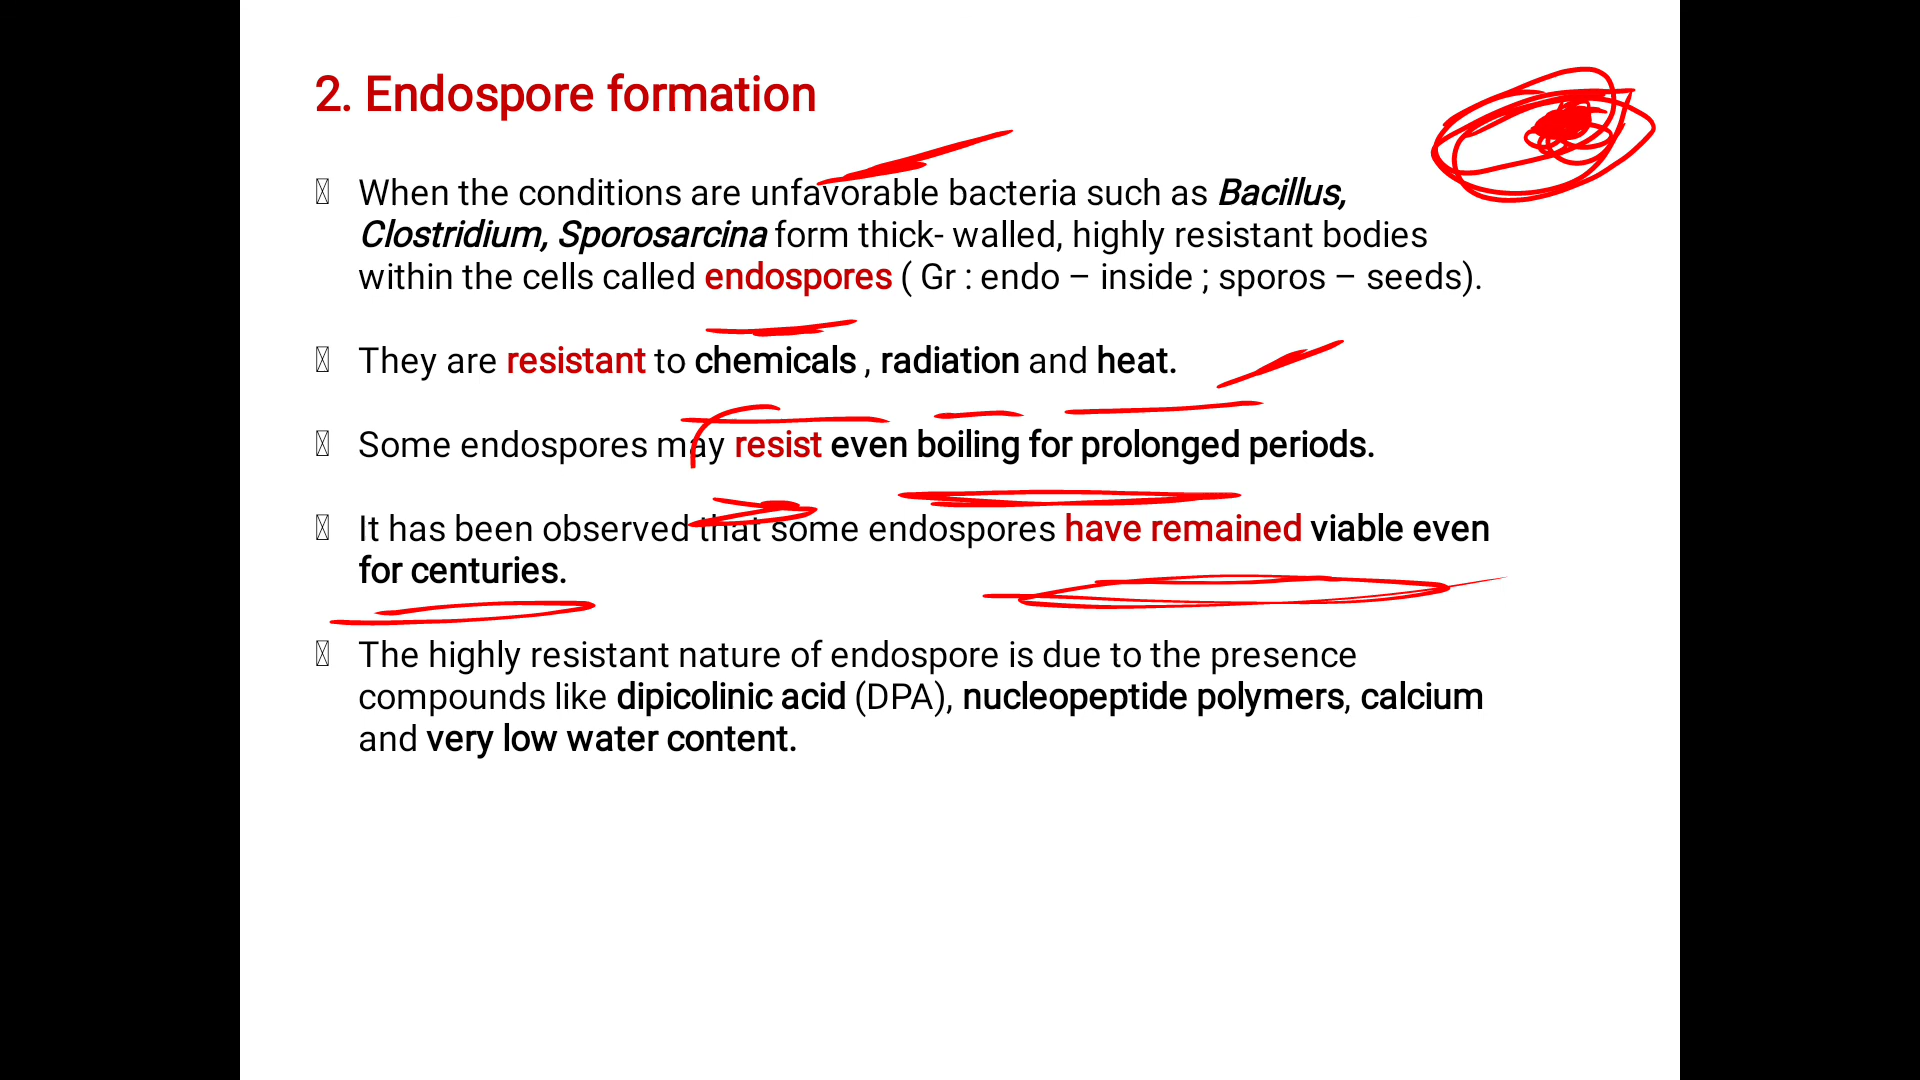 2. Endospore formation
When the conditions are unfavorable bacteria such as Bacillus,
Clostridium, Sporosarcina form thick- walled, highly resistant bodies
within the cells called endospores ( Gr : endo – inside ; sporos – seeds).
They are resistant to chemicals , radiation and heat.
Some endospores may resist even boiling for prolonged periods.
It has been observed that some endospores have remained viable even
for centuries.
The highly resistant nature of endospore is due to the presence
compounds like dipicolinic acid (DPA), nucleopeptide polymers, calcium
and very low water content.